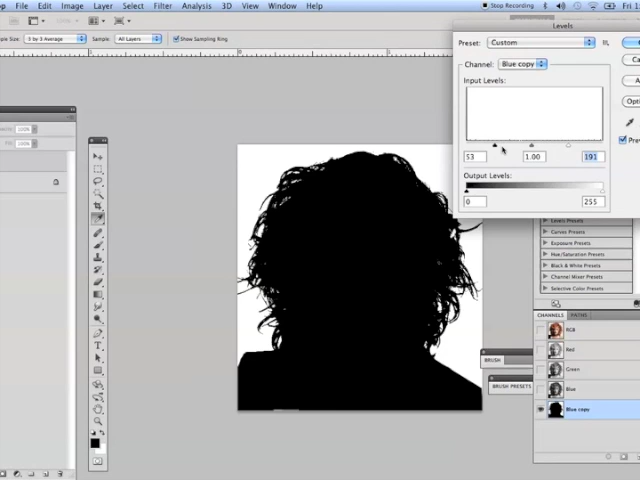 File Edit Image Layer Select Filter Analysis 3D View Window Help Stop Recording
3 by 3 Average Sample: All Layers Show Sampling Ring
Levels
Preset: Custom
Channel: Blue copy
Input Levels:
53 1.00 191
Output Levels:
0 255
Levels Presets
Curves Presets
Exposure Presets
Hue/Saturation Presets
Black & White Presets
Channel Mixer Presets
Selective Color Presets
CHANNELS PATHS
RGB
Red
Green
Blue
Blue copy
BRUSH
BRUSH PRESETS